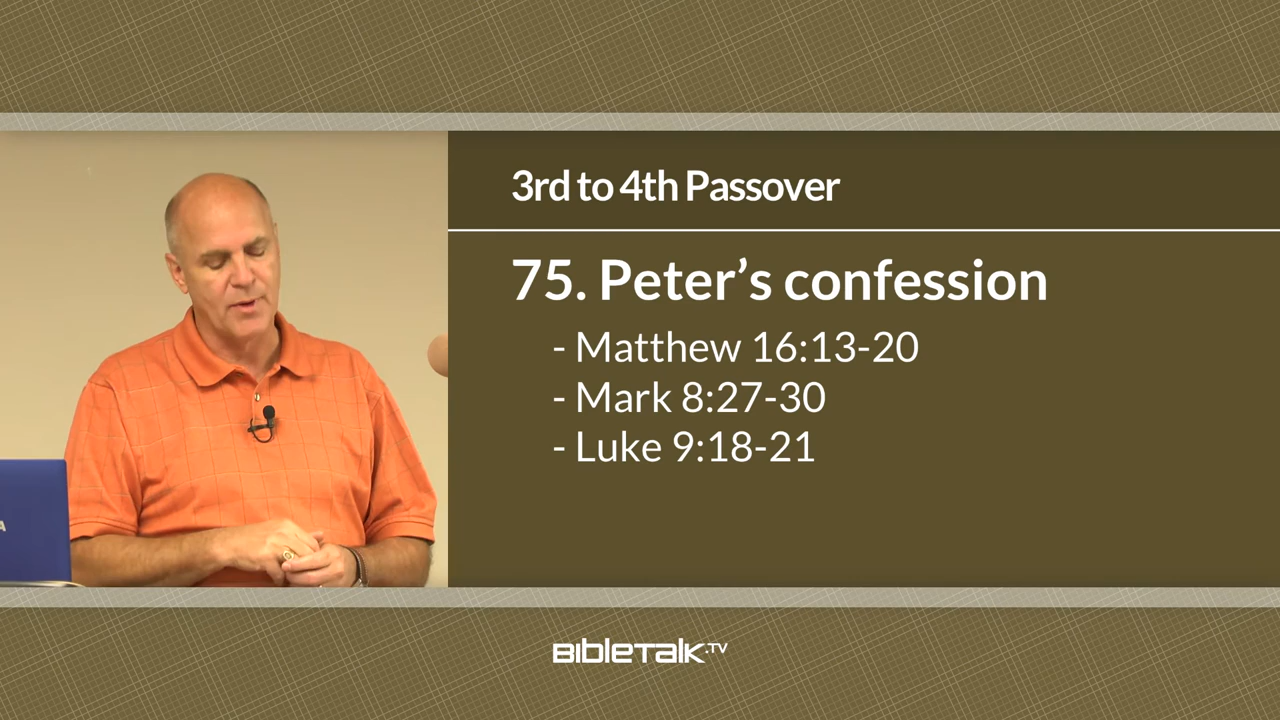 3rd to 4th Passover
75. Peter's confession
- Matthew 16:13-20
- Mark 8:27-30
- Luke 9:18-21
A
BIBLETALK.TV